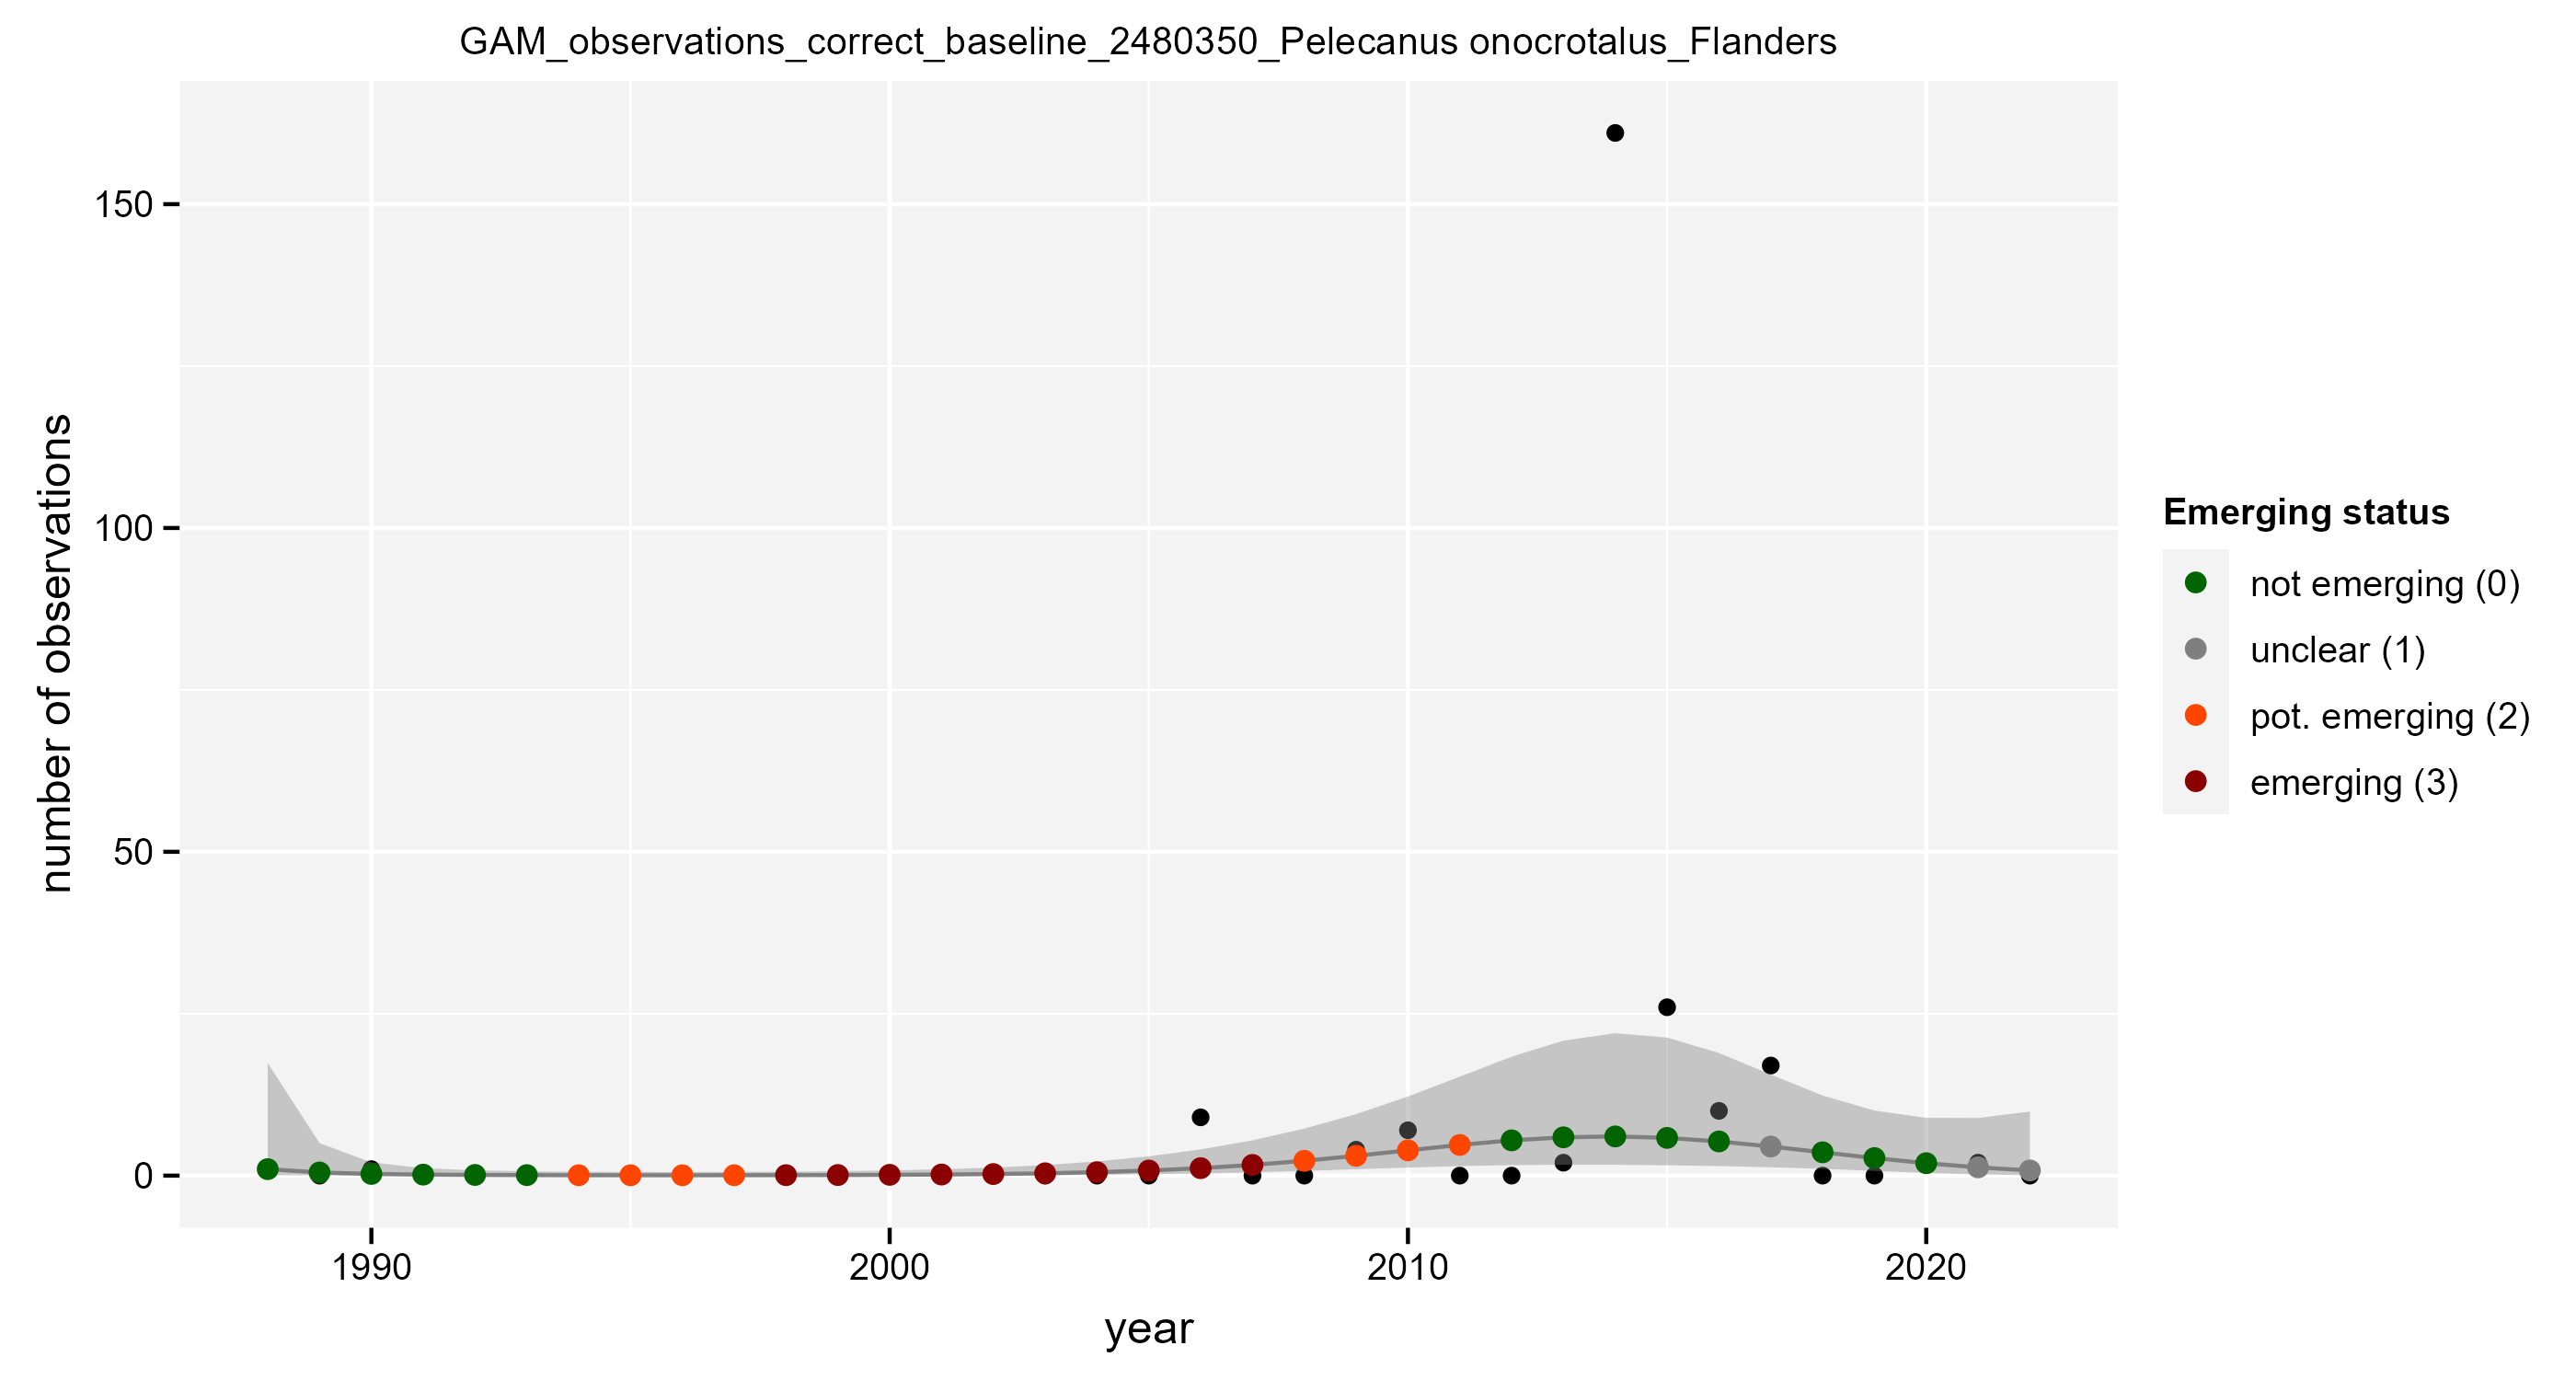 GAM_observations_correct_baseline_2480350_Pelecanus onocrotalus_Flanders
number of observations
150
100
50
0
1990
2000
2010
2020
year
Emerging status
not emerging (0)
unclear (1)
pot. emerging (2)
emerging (3)